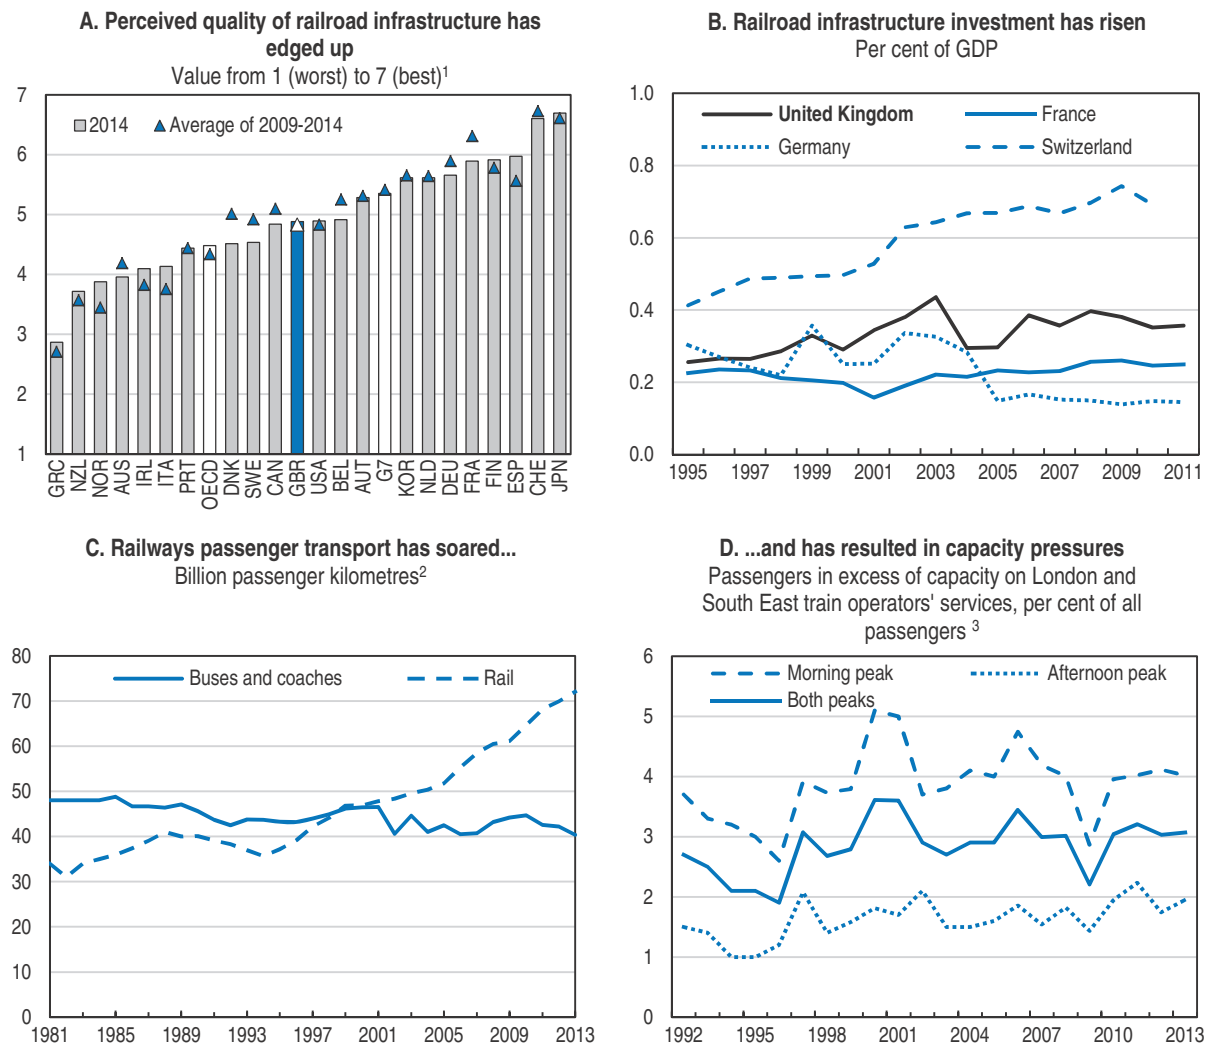 A. Perceived quality of railroad infrastructure has
edged up
Value from 1 (worst) to 7 (best)1
7
6
5
4
3
2
1
2014
Average of 2009-2014
GRC
NZL
NOR
AUS
IRL
ITA
PRT
OECD
DNK
SWE
CAN
GBR
USA
BEL
AUT
G7
KOR
NLD
DEU
FRA
FIN
ESP
CHE
JPN
B. Railroad infrastructure investment has risen
Per cent of GDP
1.0
0.8
0.6
0.4
0.2
0.0
United Kingdom
France
Germany
Switzerland
1995 1997 1999 2001 2003 2005 2007 2009 2011
C. Railways passenger transport has soared...
Billion passenger kilometres2
80
70
60
50
40
30
20
10
0
Buses and coaches
Rail
1981 1985 1989 1993 1997 2001 2005 2009 2013
D. ...and has resulted in capacity pressures
Passengers in excess of capacity on London and
South East train operators' services, per cent of all
passengers 3
6
5
4
3
2
1
0
Morning peak
Afternoon peak
Both peaks
1992 1995 1998 2001 2004 2007 2010 2013